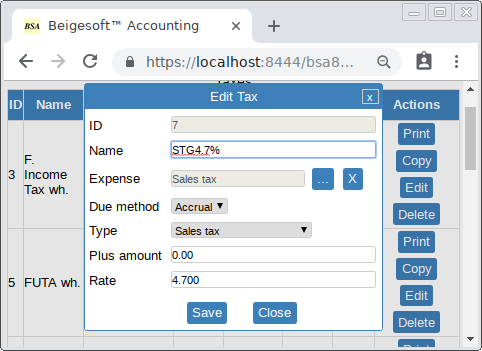 BSA Beigesoft™ Accounting
https://localhost:8444/bsa8...
Taxes
ID Name Actions
3
F.
Income
Tax wh.
Print
Copy
Edit
Delete
5 FUTA wh.
Print
Copy
Edit
Delete
Print
Edit Tax x
ID 7
Name STG4.7%
Expense Sales tax ... X
Due method Accrual
Type Sales tax
Plus amount 0.00
Rate 4.700
Save Close